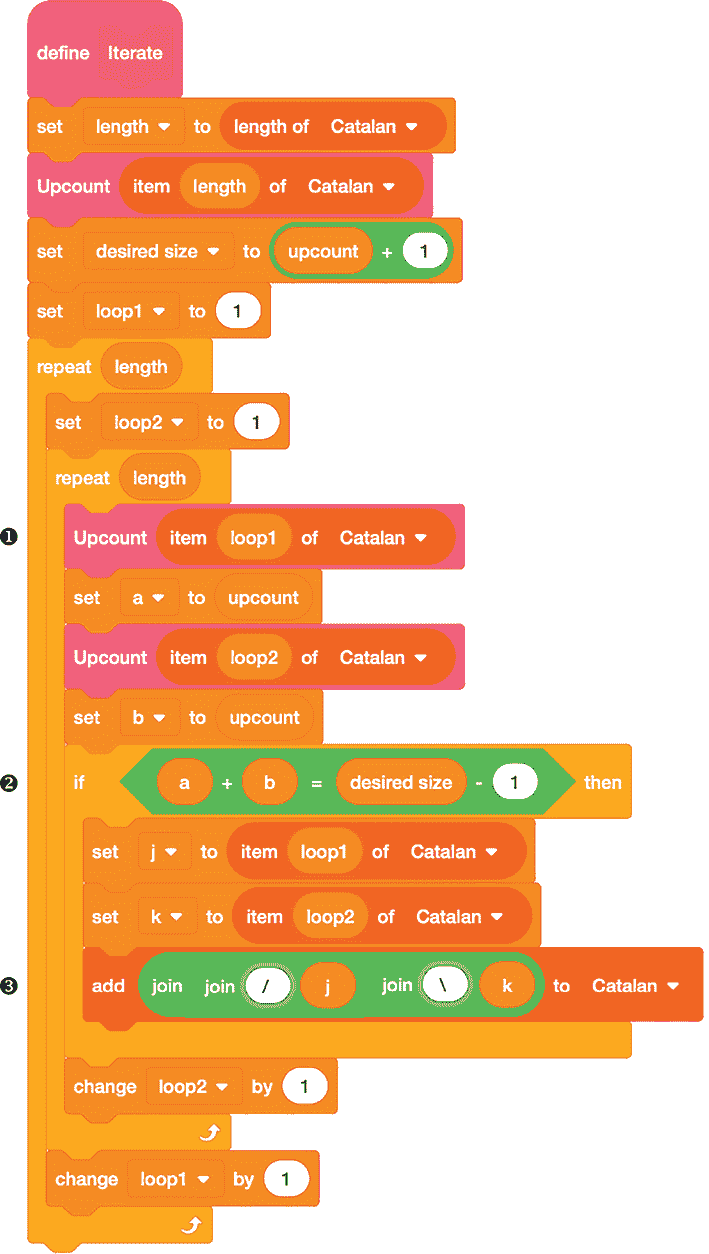 define Iterate
set length to length of Catalan
Upcount item length of Catalan
set desired size to upcount + 1
set loop1 to 1
repeat length
set loop2 to 1
repeat length
❶ Upcount item loop1 of Catalan
set a to upcount
Upcount item loop2 of Catalan
set b to upcount
❷ if a + b = desired size - 1 then
set j to item loop1 of Catalan
set k to item loop2 of Catalan
❸ add join join / j join \ k to Catalan
change loop2 by 1
change loop1 by 1